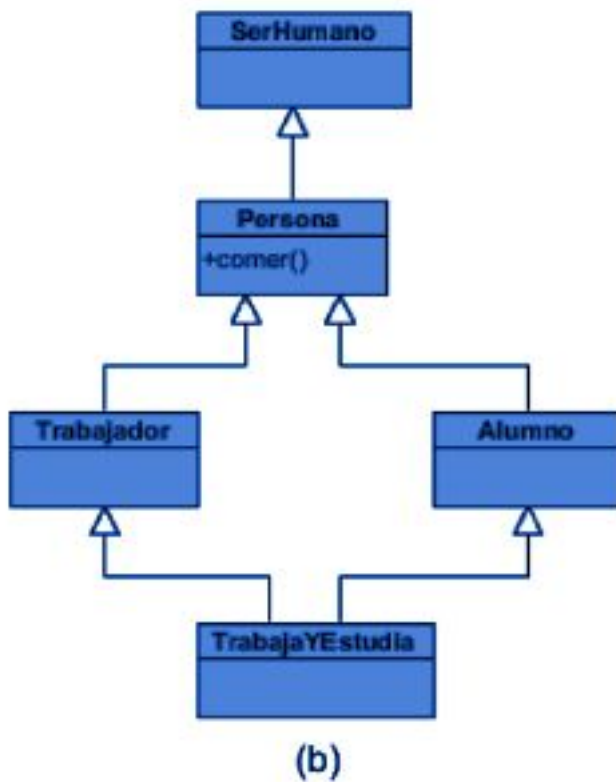 SerHumano
Persona
+comer()
Trabajador
Alumno
TrabajaYEstudia
(b)